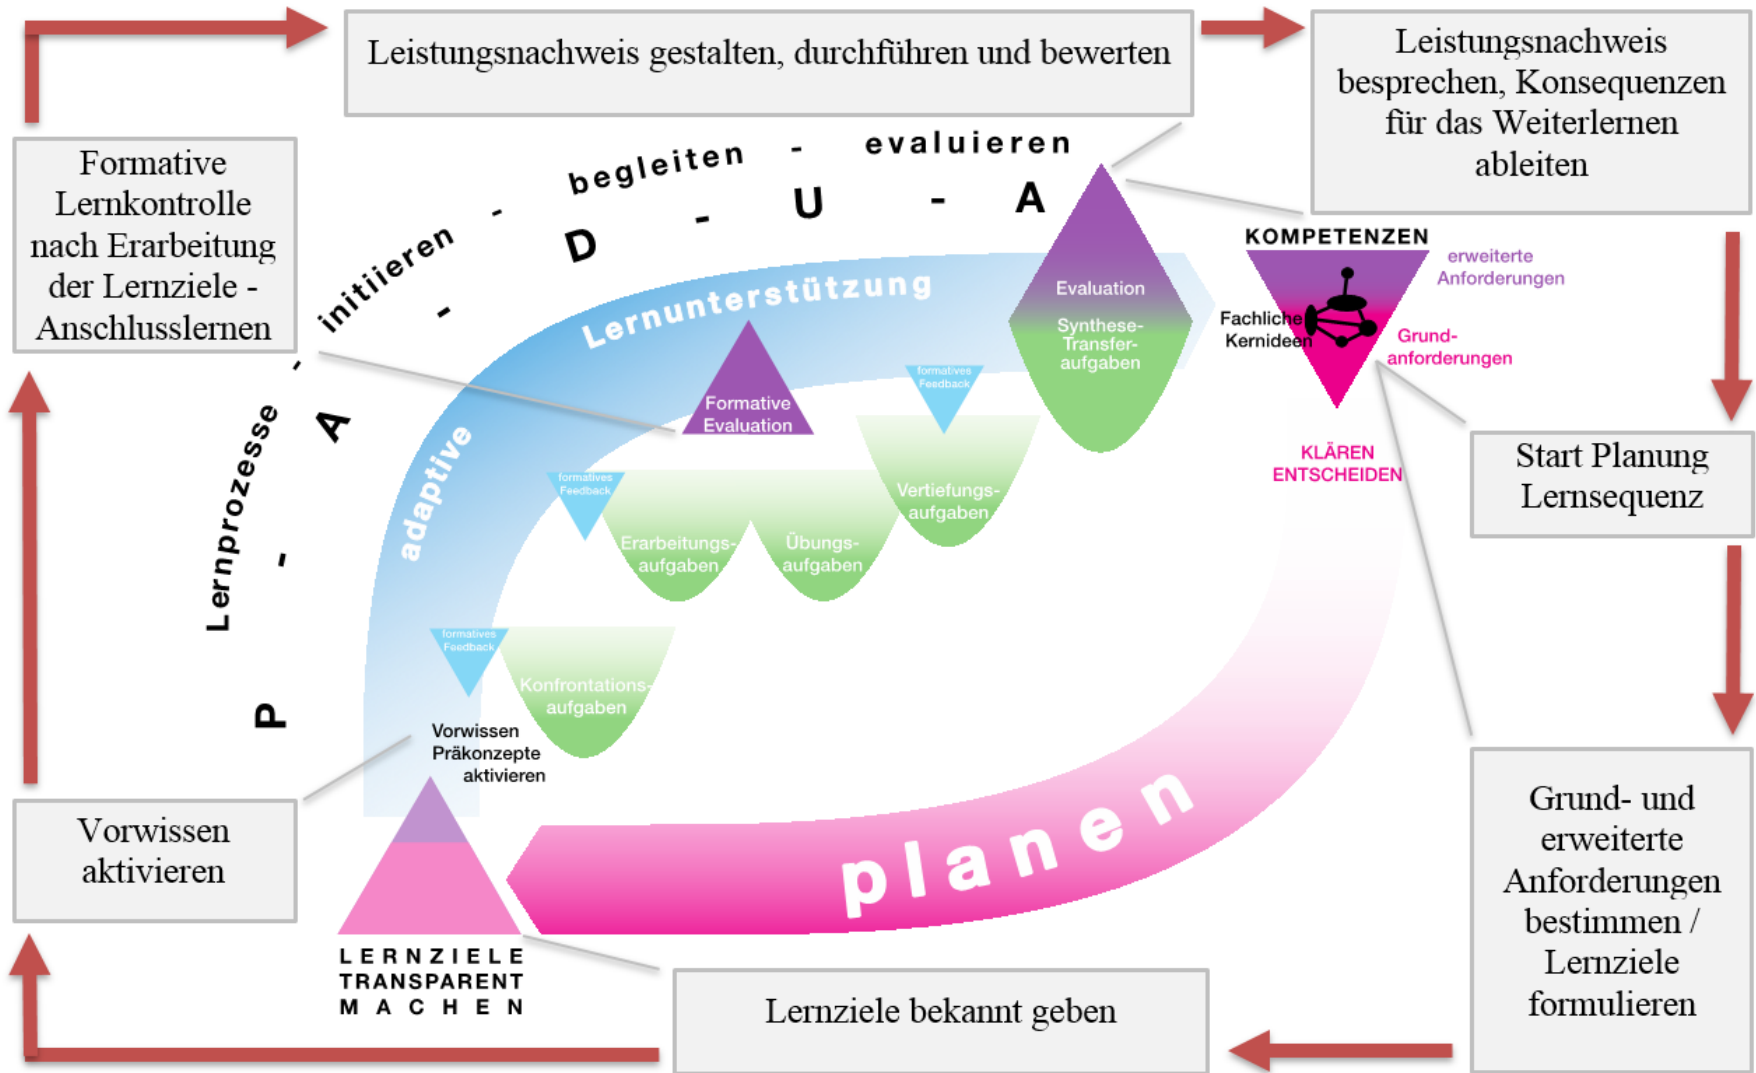 Leistungsnachweis gestalten, durchführen und bewerten
Leistungsnachweis
besprechen, Konsequenzen
für das Weiterlernen
ableiten
Formative
Lernkontrolle
nach Erarbeitung
der Lernziele -
Anschlusslernen
Lernprozesse - initiieren - begleiten - evaluieren
P - A - D - U - A
adaptive Lernunterstützung
KOMPETENZEN
erweiterte
Anforderungen
Fachliche
Kernideen
Grund-
anforderungen
KLÄREN
ENTSCHEIDEN
Evaluation
Synthese-
Transfer-
aufgaben
Formative
Evaluation
formatives
Feedback
Vertiefungs-
aufgaben
formatives
Feedback
Erarbeitungs-
aufgaben
Übungs-
aufgaben
formatives
Feedback
Konfrontations-
aufgaben
Vorwissen
Präkonzepte
aktivieren
Start Planung
Lernsequenz
Grund- und
erweiterte
Anforderungen
bestimmen /
Lernziele
formulieren
planen
Vorwissen
aktivieren
LERNZIELE
TRANSPARENT
MACHEN
Lernziele bekannt geben